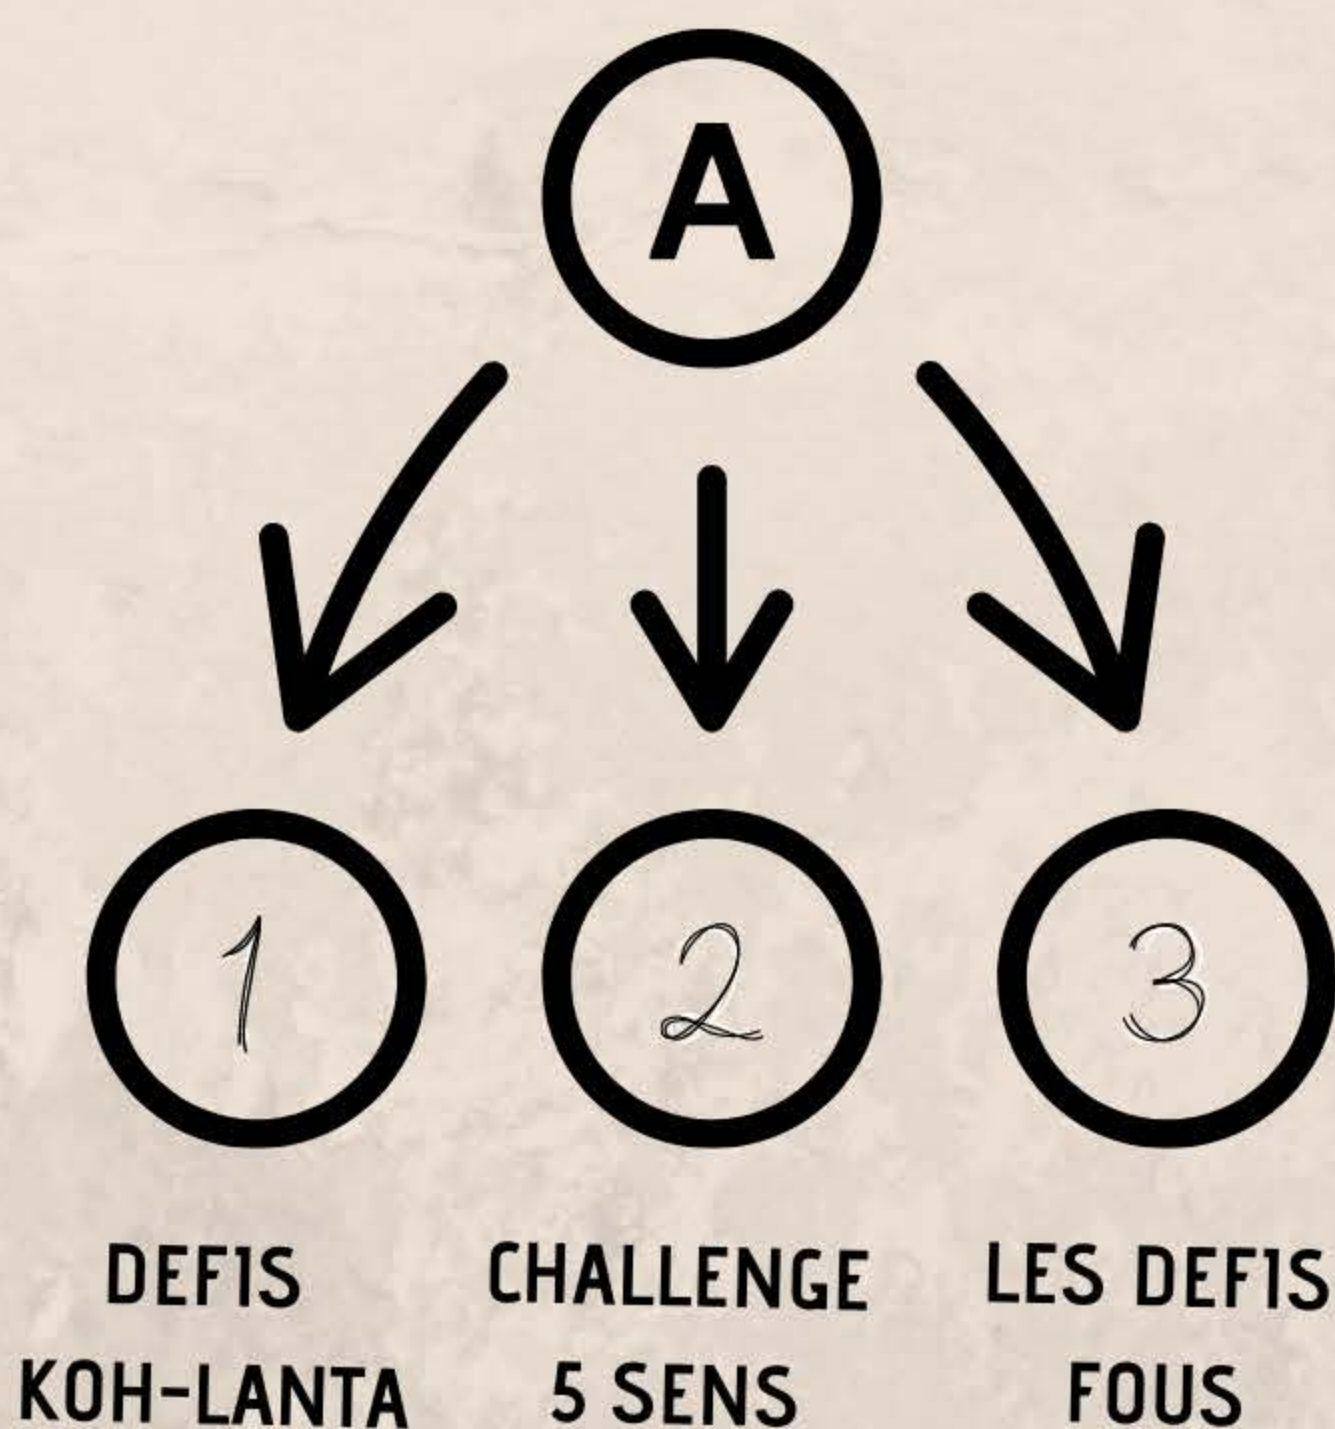 A
1 2 3
DEFIS
KOH-LANTA
CHALLENGE
5 SENS
LES DEFIS
FOUS